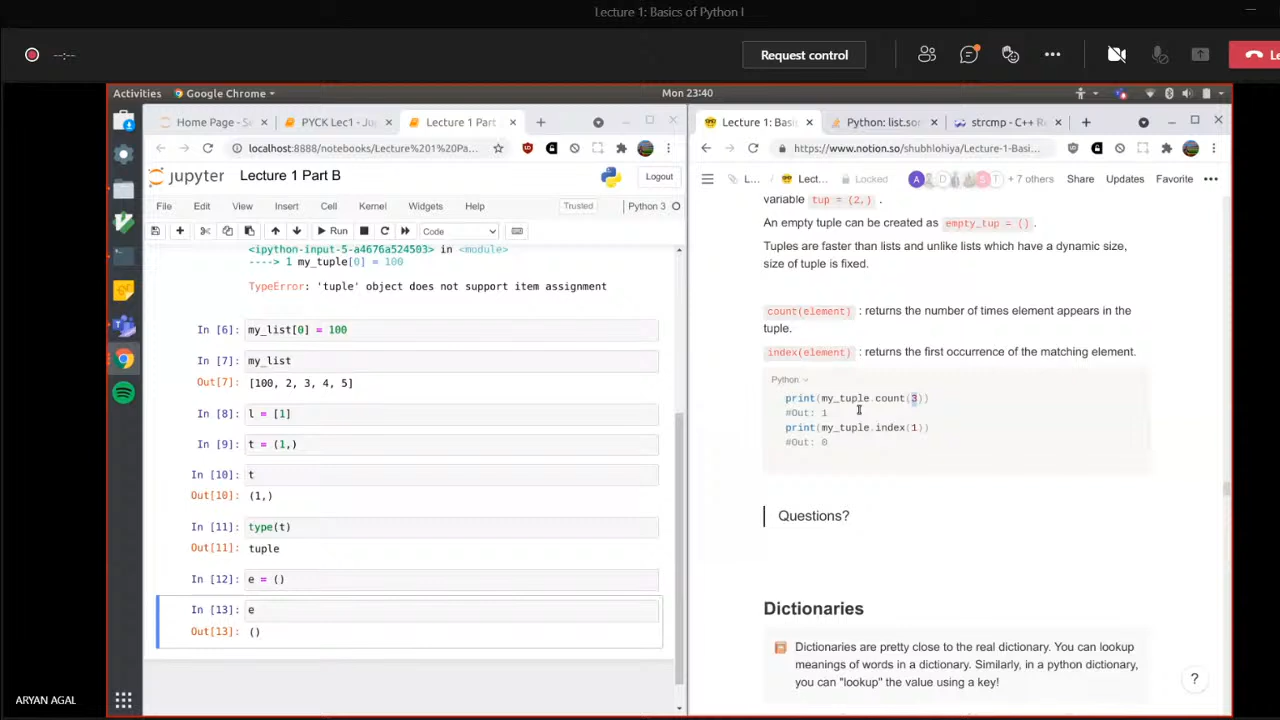 Lecture 1: Basics of Python I
--:--
Request control
Activities
Google Chrome
Mon 23:40
Home Page - Se
PYCK Lec1 - Ju
Lecture 1 Part
localhost:8888/notebooks/Lecture%201%20Pa...
jupyter
Lecture 1 Part B
Logout
File Edit View Insert Cell Kernel Widgets Help
Trusted
Python 3
Run
Code
<ipython-input-5-a4676a524503> in <module>
----> 1 my_tuple[0] = 100
TypeError: 'tuple' object does not support item assignment
In [6]: my_list[0] = 100
In [7]: my_list
Out[7]: [100, 2, 3, 4, 5]
In [8]: l = [1]
In [9]: t = (1,)
In [10]: t
Out[10]: (1,)
In [11]: type(t)
Out[11]: tuple
In [12]: e = ()
In [13]: e
Out[13]: ()
Lecture 1: Basi
Python: list.sor
strcmp - C++ Re
https://www.notion.so/shubhlohiya/Lecture-1-Basi...
L...
Lect...
Locked
A D S T
+ 7 others
Share
Updates
Favorite
variable tup = (2,) .
An empty tuple can be created as empty_tup = () .
Tuples are faster than lists and unlike lists which have a dynamic size,
size of tuple is fixed.
count(element) : returns the number of times element appears in the
tuple.
index(element) : returns the first occurrence of the matching element.
Python
print(my_tuple.count(3))
#Out: 1
print(my_tuple.index(1))
#Out: 0
Questions?
Dictionaries
Dictionaries are pretty close to the real dictionary. You can lookup
meanings of words in a dictionary. Similarly, in a python dictionary,
you can "lookup" the value using a key!
?
ARYAN AGAL